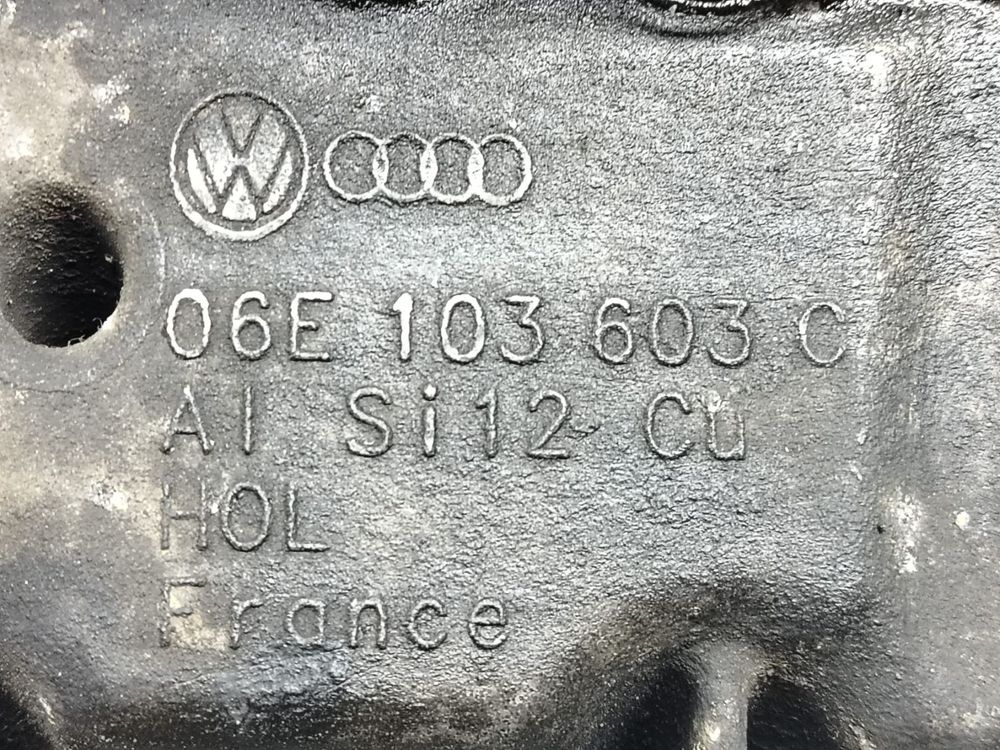 06E 103 603 C
Al Si12 Cu
HOL
France